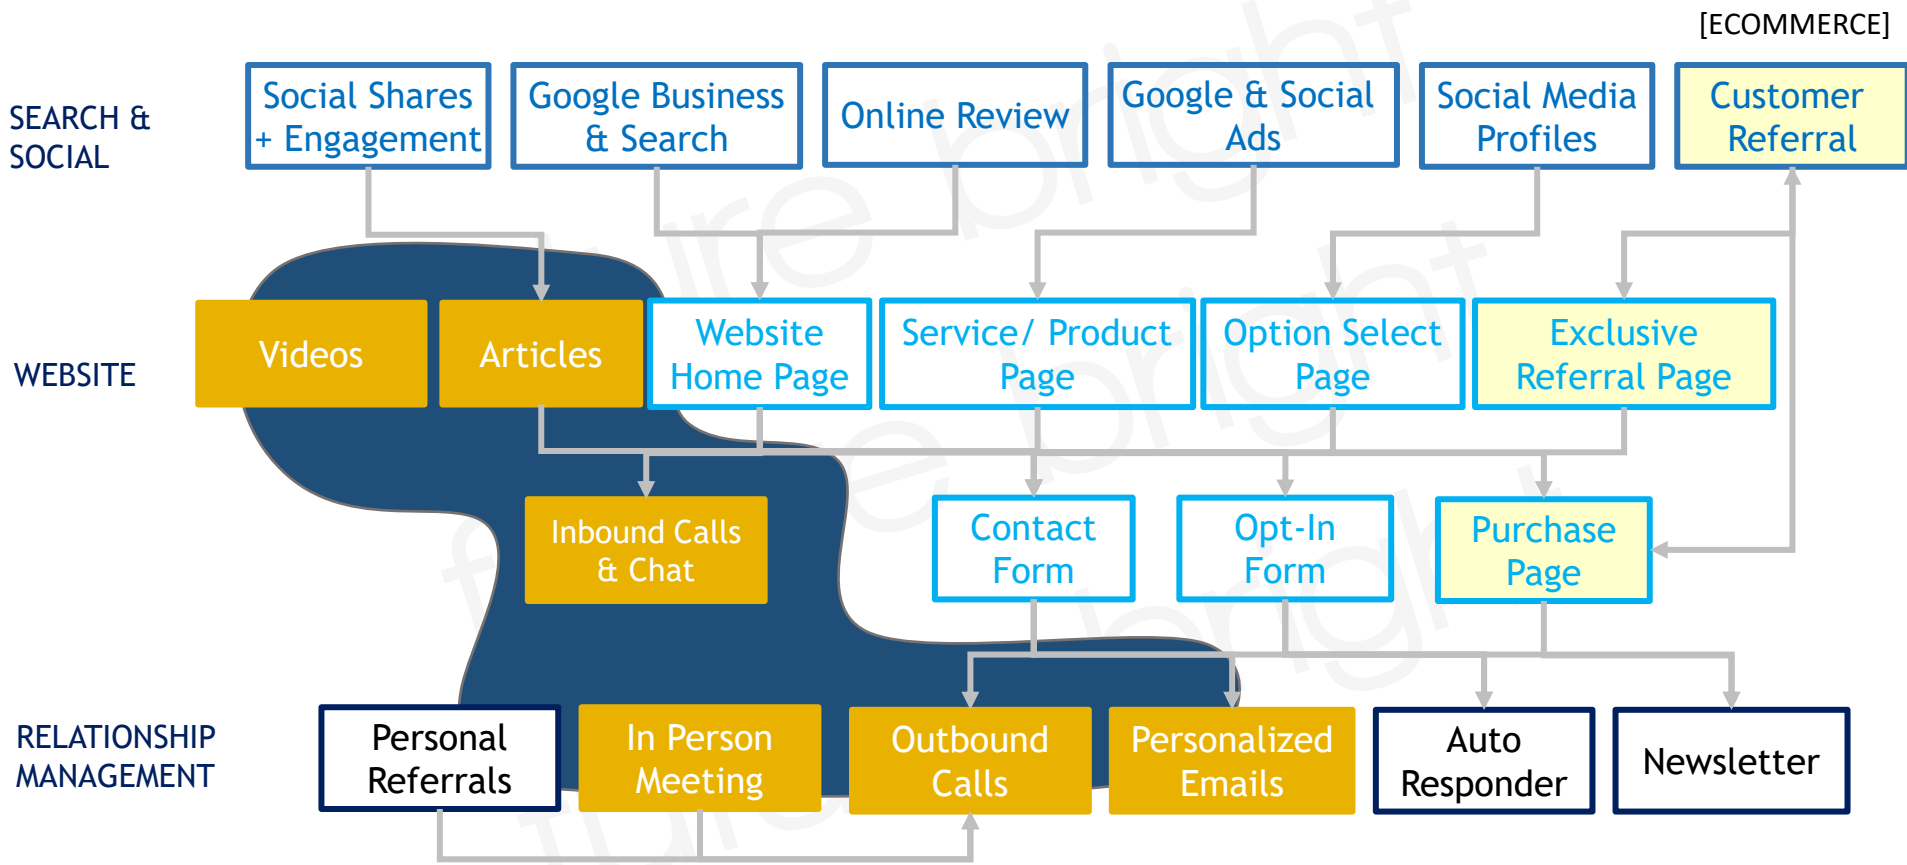 [ECOMMERCE]
SEARCH &
SOCIAL
Social Shares
+ Engagement
Google Business
& Search
Online Review
Google & Social
Ads
Social Media
Profiles
Customer
Referral
WEBSITE
Videos
Articles
Website
Home Page
Service/ Product
Page
Option Select
Page
Exclusive
Referral Page
Inbound Calls
& Chat
Contact
Form
Opt-In
Form
Purchase
Page
RELATIONSHIP
MANAGEMENT
Personal
Referrals
In Person
Meeting
Outbound
Calls
Personalized
Emails
Auto
Responder
Newsletter